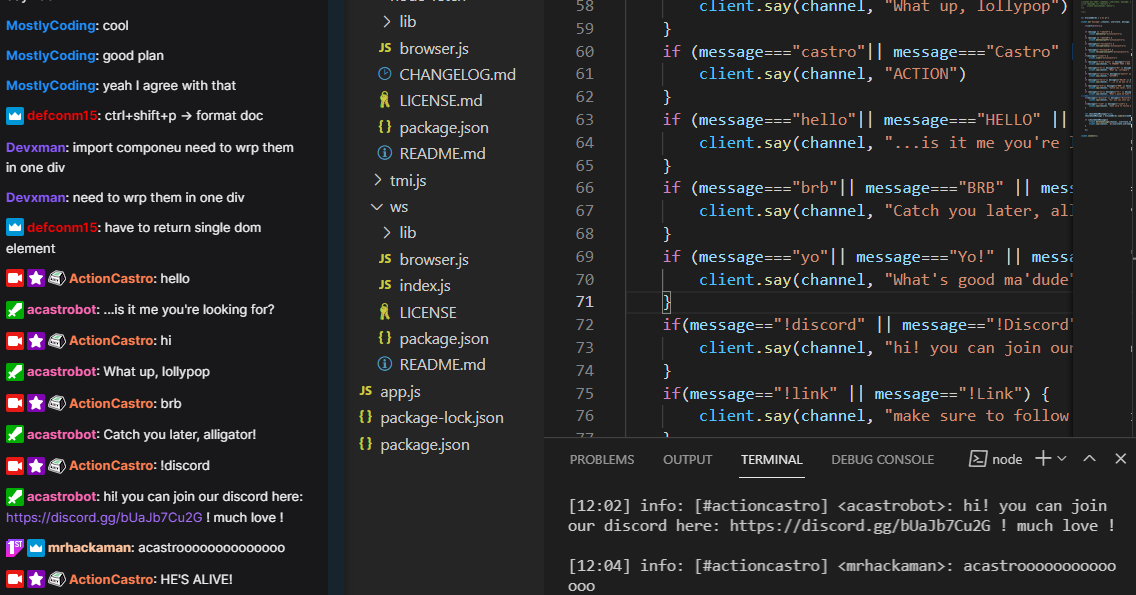 MostlyCoding: cool
MostlyCoding: good plan
MostlyCoding: yeah I agree with that
defconm15: ctrl+shift+p → format doc
Devxman: import componeu need to wrp them
in one div
Devxman: need to wrp them in one div
defconm15: have to return single dom
element
ActionCastro: hello
acastrobot: ...is it me you're looking for?
ActionCastro: hi
acastrobot: What up, lollypop
ActionCastro: brb
acastrobot: Catch you later, alligator!
ActionCastro: !discord
acastrobot: hi! you can join our discord here:
https://discord.gg/bUaJb7Cu2G ! much love !
1ST mrhackaman: acastroooooooooooooo
ActionCastro: HE'S ALIVE!
lib
JS browser.js
CHANGELOG.md
LICENSE.md
{} package.json
README.md
tmi.js
ws
lib
JS browser.js
JS index.js
LICENSE
{} package.json
README.md
JS app.js
{} package-lock.json
{} package.json
58 client.say(channel, "What up, lollypop")
59 }
60 if (message==="castro"|| message==="Castro" |
61 client.say(channel, "ACTION")
62 }
63 if (message==="hello"|| message==="HELLO" ||
64 client.say(channel, "...is it me you're
65 }
66 if (message==="brb"|| message==="BRB" || mess
67 client.say(channel, "Catch you later, al
68 }
69 if (message==="yo"|| message==="Yo!" || messa
70 client.say(channel, "What's good ma'dude"
71 }
72 if(message=="!discord" || message=="!Discord"
73 client.say(channel, "hi! you can join our
74 }
75 if(message=="!link" || message=="!Link") {
76 client.say(channel, "make sure to follow
77 }
PROBLEMS OUTPUT TERMINAL DEBUG CONSOLE node
[12:02] info: [#actioncastro] <acastrobot>: hi! you can join
our discord here: https://discord.gg/bUaJb7Cu2G ! much love !
[12:04] info: [#actioncastro] <mrhackaman>: acastrooooooooooo
ooo